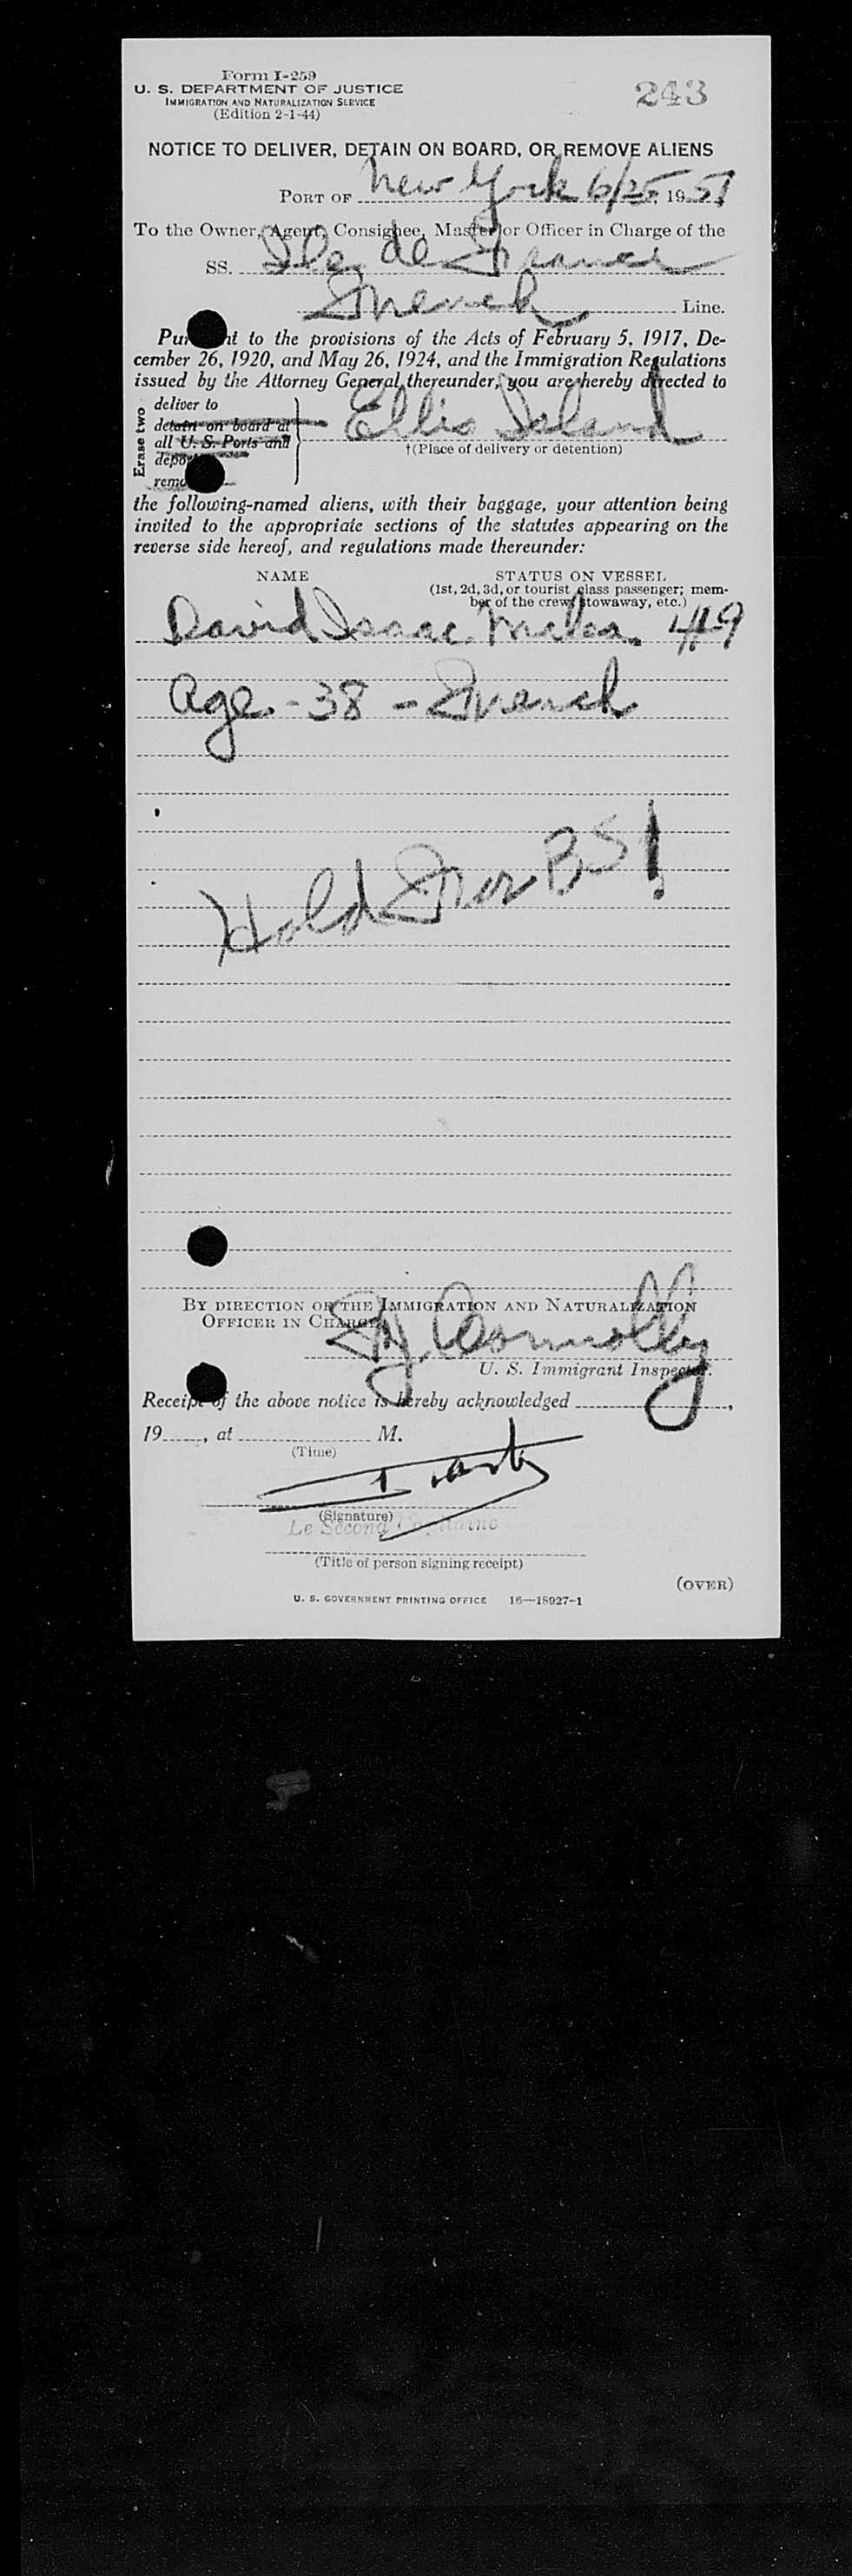 Form I-259
243
U. S. DEPARTMENT OF JUSTICE
IMMIGRATION AND NATURALIZATION SERVICE
(Edition 2-1-44)
NOTICE TO DELIVER, DETAIN ON BOARD, OR REMOVE ALIENS
PORT OF New York 6/25, 1951
To the Owner, Agent, Consignee, Master or Officer in Charge of the
SS. Ile de France
French Line.
Pur nt to the provisions of the Acts of February 5, 1917, De-
cember 26, 1920, and May 26, 1924, and the Immigration Regulations
issued by the Attorney General thereunder, you are hereby directed to
Erase two
deliver to
detain on board at
all U. S. Ports and
depor
remo
Ellis Island
†(Place of delivery or detention)
the following-named aliens, with their baggage, your attention being
invited to the appropriate sections of the statutes appearing on the
reverse side hereof, and regulations made thereunder:
NAME
STATUS ON VESSEL
(1st, 2d, 3d, or tourist class passenger; mem-
ber of the crew, stowaway, etc.)
David Isaac
Age - 38 - French
Hold For BSI
BY DIRECTION OF THE IMMIGRATION AND NATURALIZATION
OFFICER IN CHARGE
Connolly
U. S. Immigrant Inspector.
Receipt of the above notice is hereby acknowledged
19 , at M.
(Time)
(Signature)
Le Second Capitaine
(Title of person signing receipt)
(OVER)
U. S. GOVERNMENT PRINTING OFFICE 16—18927-1